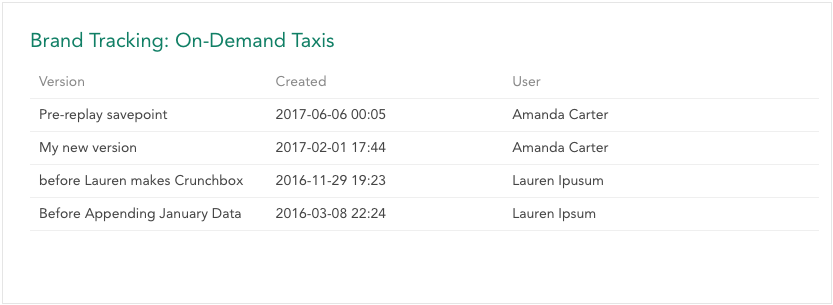 Brand Tracking: On-Demand Taxis
Version Created User
Pre-replay savepoint 2017-06-06 00:05 Amanda Carter
My new version 2017-02-01 17:44 Amanda Carter
before Lauren makes Crunchbox 2016-11-29 19:23 Lauren Ipusum
Before Appending January Data 2016-03-08 22:24 Lauren Ipsum